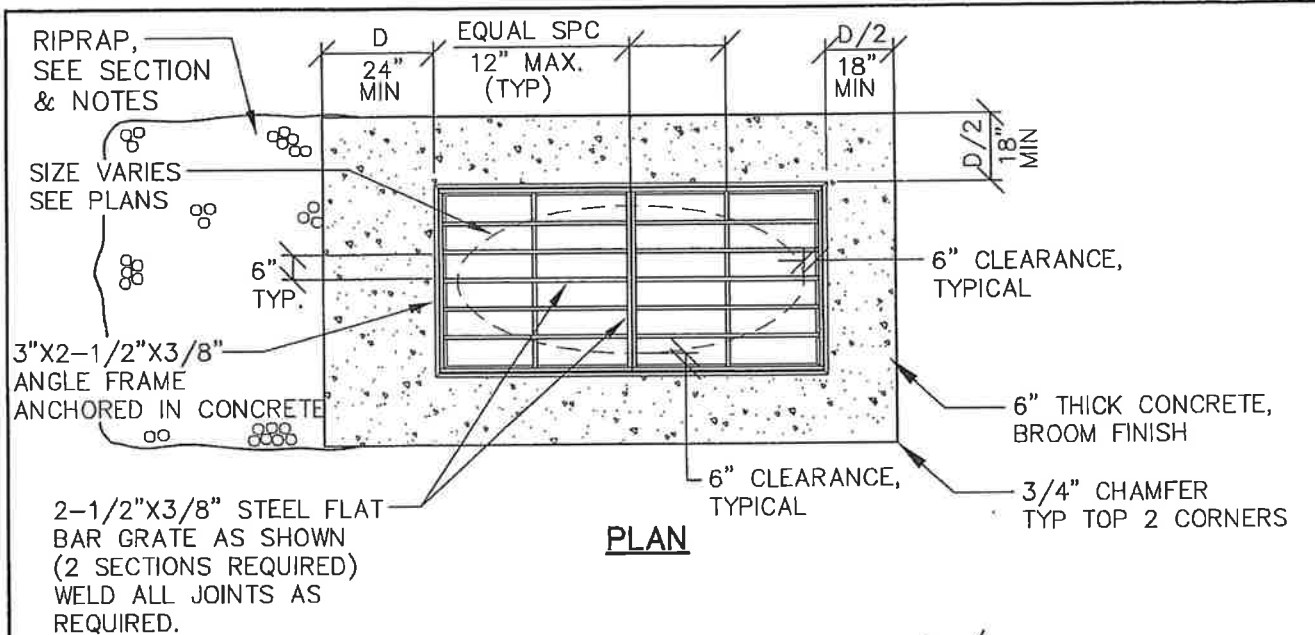 RIPRAP,
SEE SECTION
& NOTES
D
24"
MIN
EQUAL SPC
12" MAX.
(TYP)
D/2
18"
MIN
D/2
18"
MIN
SIZE VARIES
SEE PLANS
6"
TYP.
6" CLEARANCE,
TYPICAL
3"X2-1/2"X3/8"
ANGLE FRAME
ANCHORED IN CONCRETE
6" THICK CONCRETE,
BROOM FINISH
6" CLEARANCE,
TYPICAL
3/4" CHAMFER
TYP TOP 2 CORNERS
2-1/2"X3/8" STEEL FLAT
BAR GRATE AS SHOWN
(2 SECTIONS REQUIRED)
WELD ALL JOINTS AS
REQUIRED.
PLAN